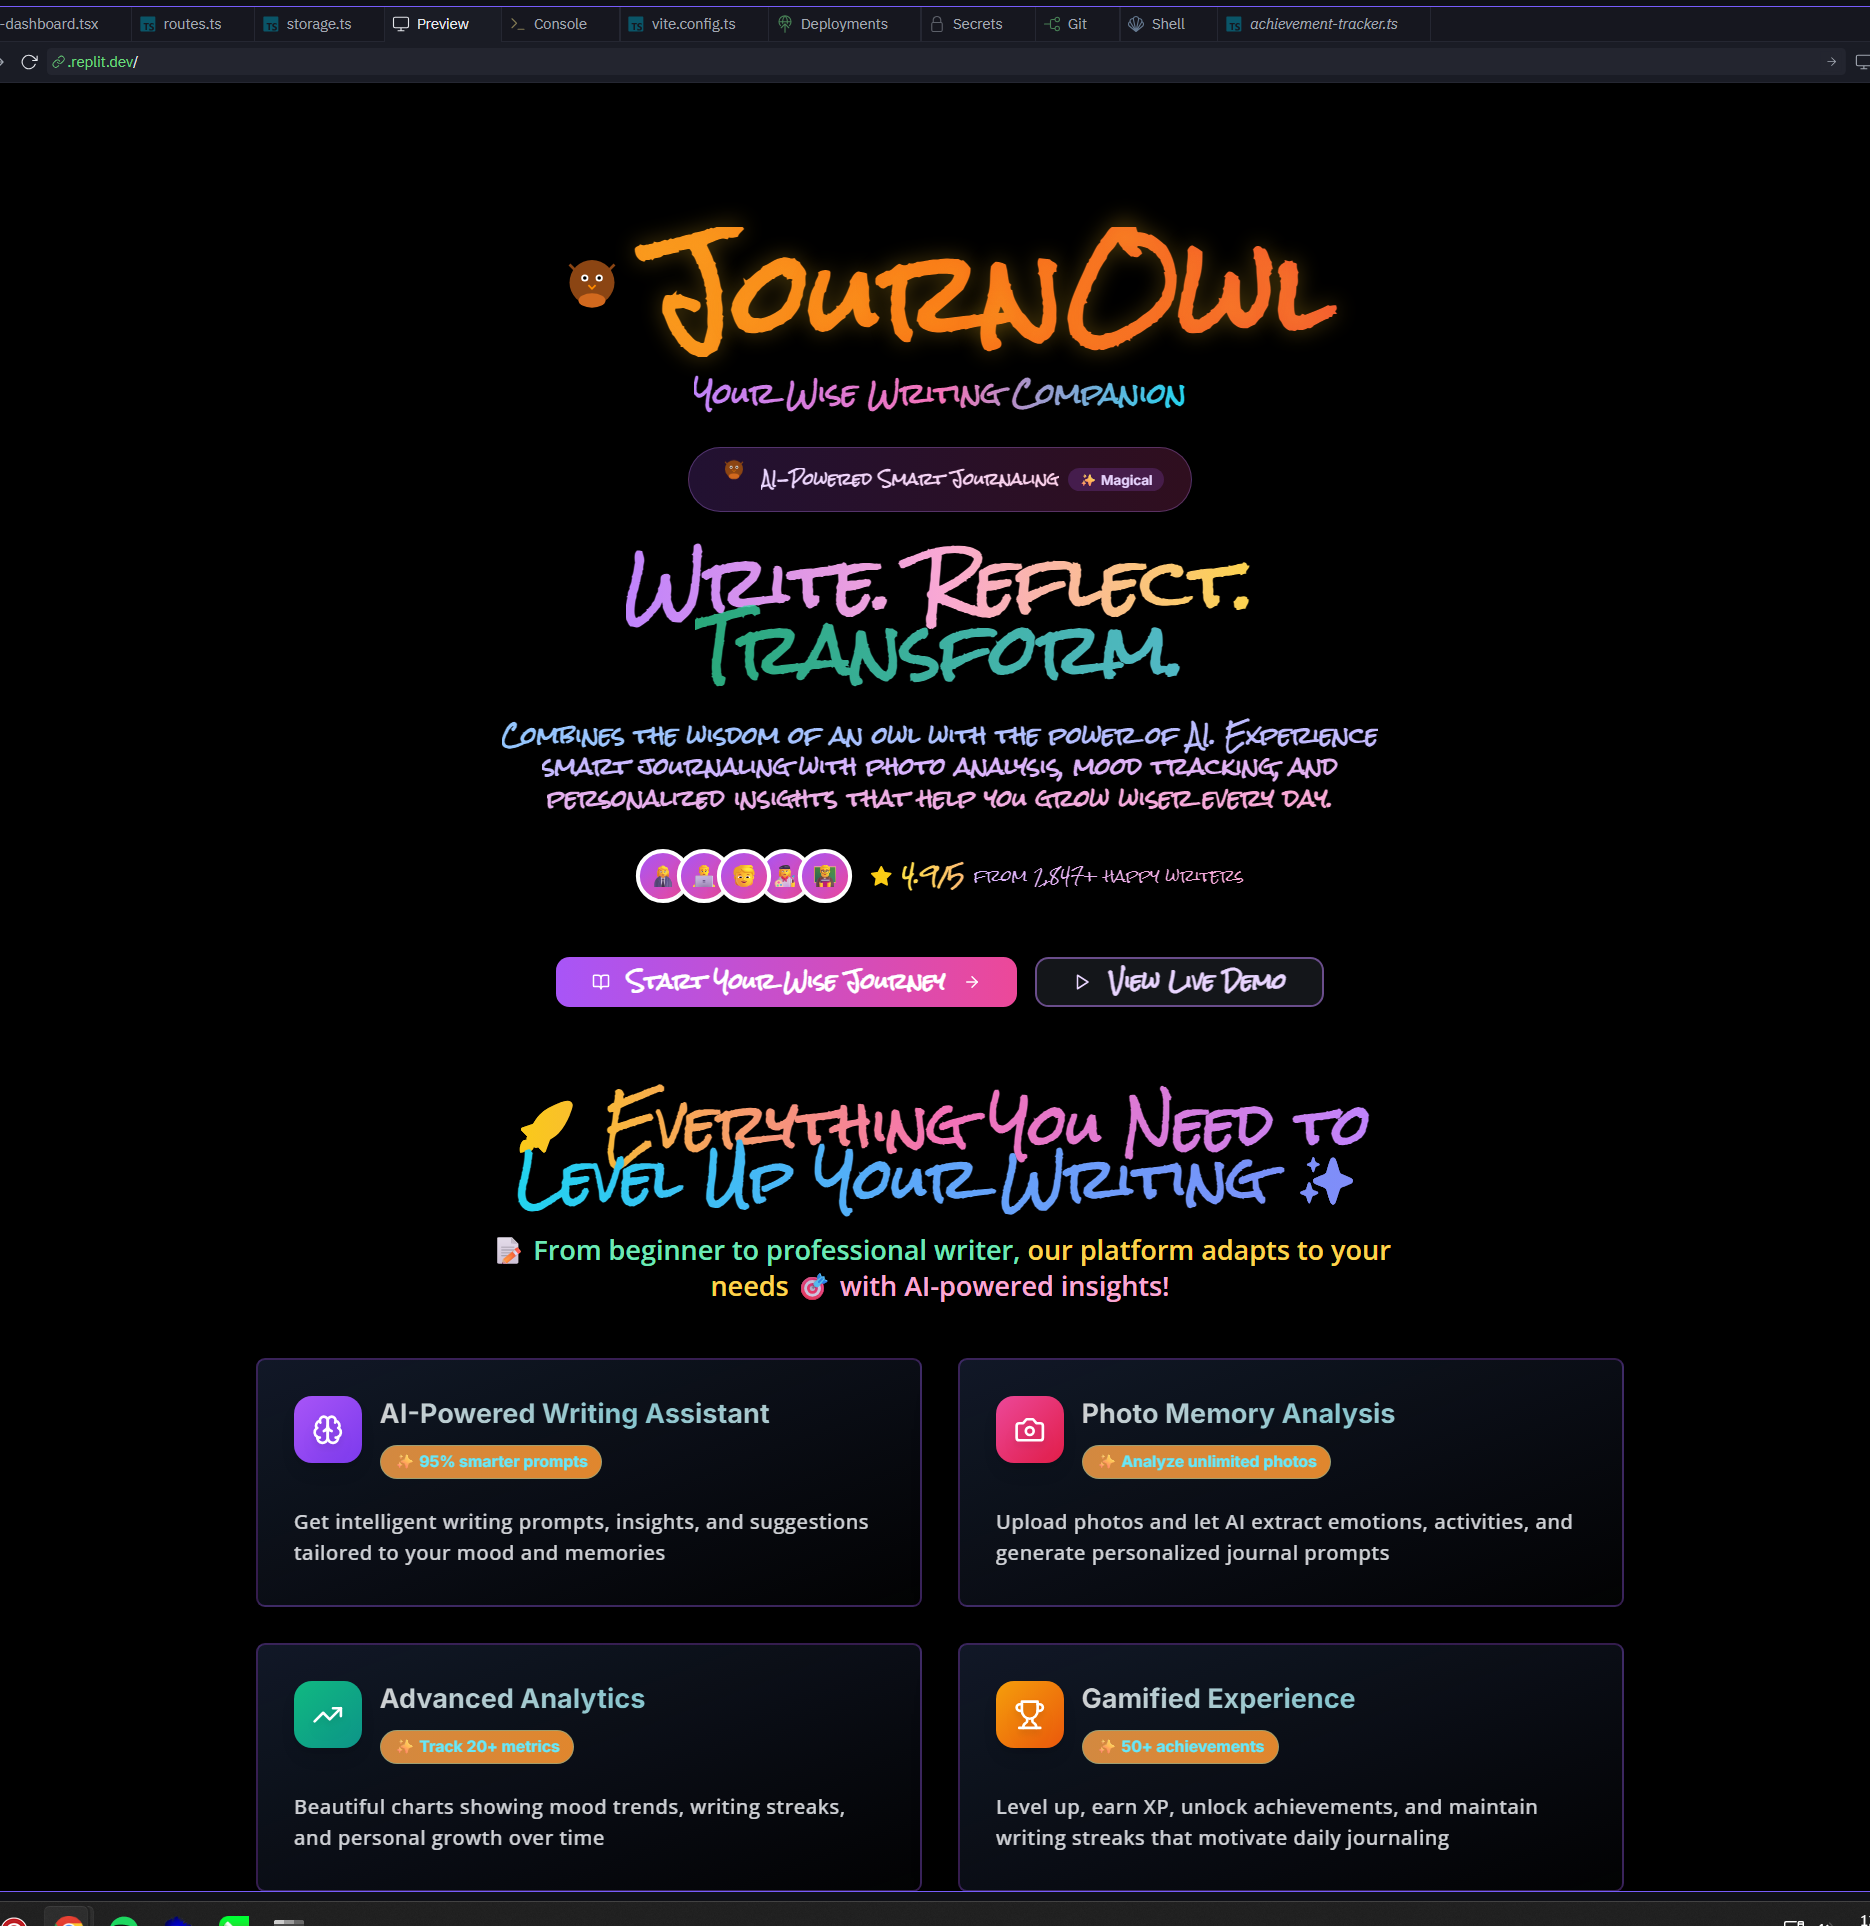 -dashboard.tsx
routes.ts
storage.ts
Preview
Console
vite.config.ts
Deployments
Secrets
Git
Shell
achievement-tracker.ts
.replit.dev/
JournOwl
Your Wise Writing Companion
AI-Powered Smart Journaling ✨ Magical
Write. Reflect.
Transform.
Combines the wisdom of an owl with the power of AI. Experience
smart journaling with photo analysis, mood tracking, and
personalized insights that help you grow wiser every day.
⭐ 4.9/5 from 2,847+ happy writers
Start Your Wise Journey →
View Live Demo
🚀 Everything You Need to
Level Up Your Writing ✨
📝 From beginner to professional writer, our platform adapts to your
needs 🎯 with AI-powered insights!
AI-Powered Writing Assistant
✨ 95% smarter prompts
Get intelligent writing prompts, insights, and suggestions
tailored to your mood and memories
Photo Memory Analysis
✨ Analyze unlimited photos
Upload photos and let AI extract emotions, activities, and
generate personalized journal prompts
Advanced Analytics
✨ Track 20+ metrics
Beautiful charts showing mood trends, writing streaks,
and personal growth over time
Gamified Experience
✨ 50+ achievements
Level up, earn XP, unlock achievements, and maintain
writing streaks that motivate daily journaling